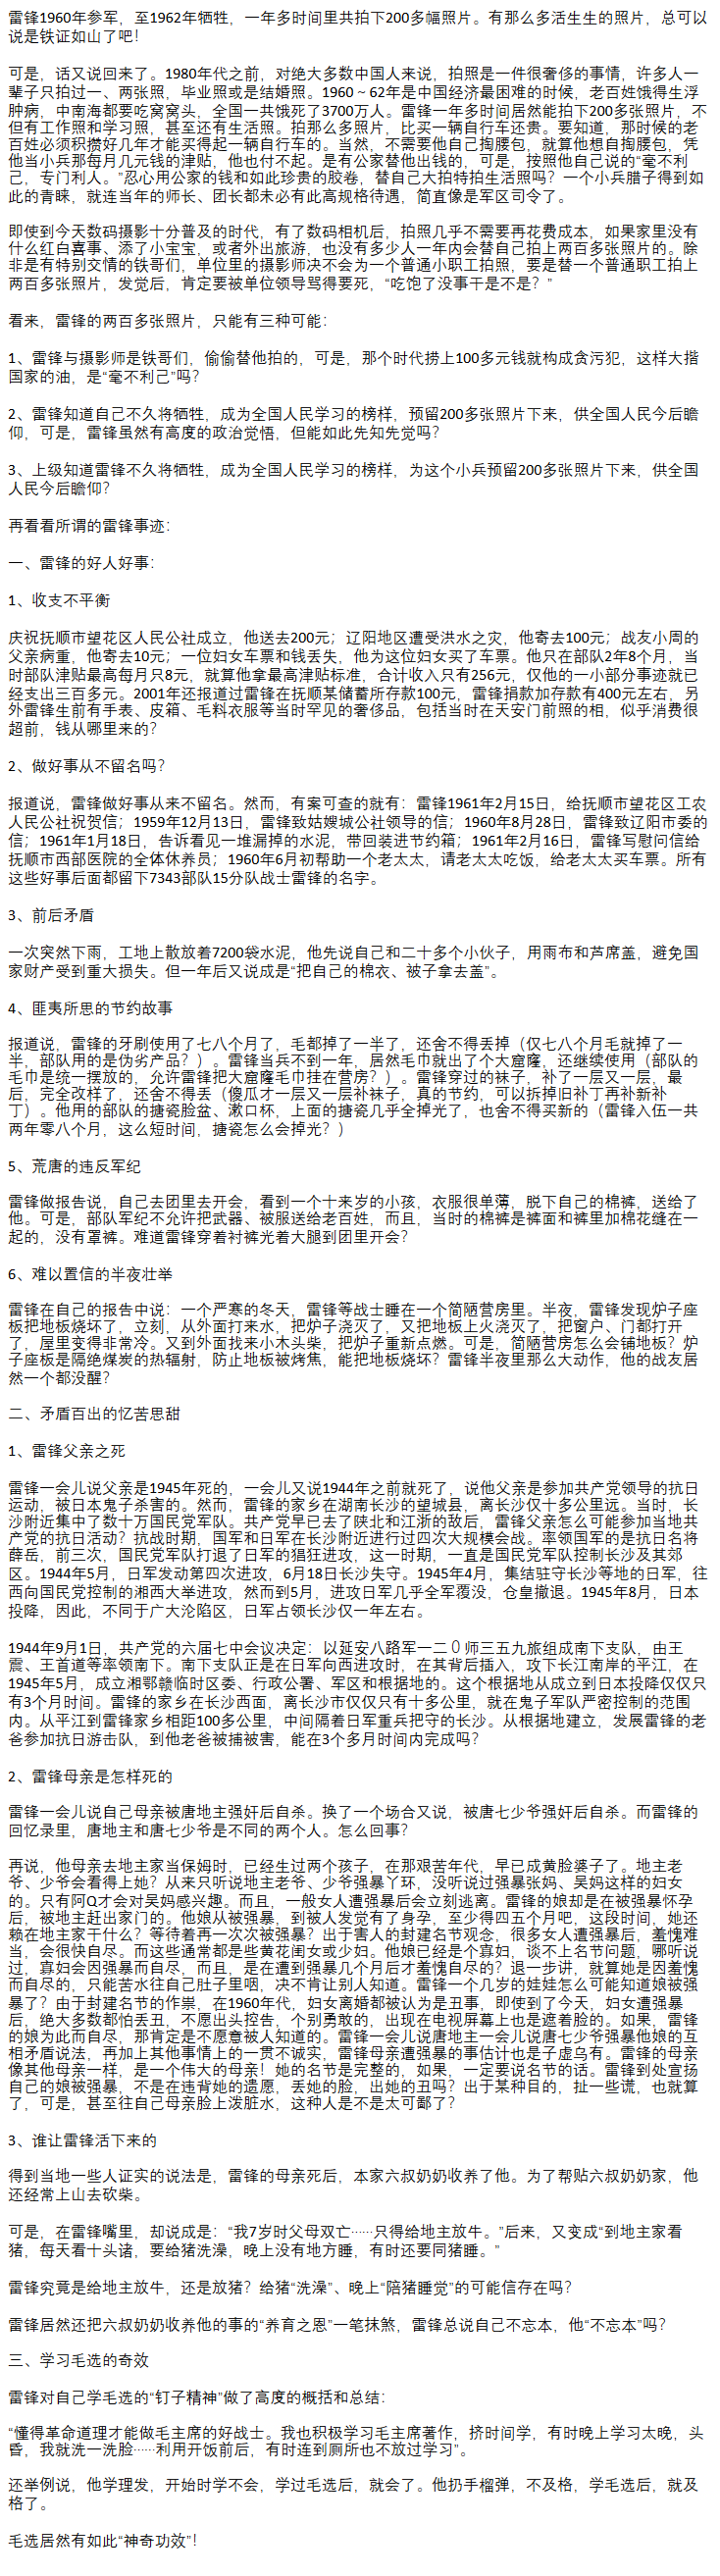 雷锋1960年参军，至1962年牺牲，一年多时间里共拍下200多幅照片。有那么多活生生的照片，总可以
说是铁证如山了吧！
可是，话又说回来了。1980年代之前，对绝大多数中国人来说，拍照是一件很奢侈的事情，许多人一
辈子只拍过一、两张照，毕业照或是结婚照。1960～62年是中国经济最困难的时候，老百姓饿得生浮
肿病，中南海都要吃窝窝头，全国一共饿死了3700万人。雷锋一年多时间居然能拍下200多张照片，不
但有工作照和学习照，甚至还有生活照。拍那么多照片，比买一辆自行车还贵。要知道，那时候的老
百姓必须积攒好几年才能买得起一辆自行车的。当然，不需要他自己掏腰包，就算他想自掏腰包，凭
他当小兵那每月几元钱的津贴，他也付不起。是有公家替他出钱的，可是，按照他自己说的“毫不利
己，专门利人。”忍心用公家的钱和如此珍贵的胶卷，替自己大拍特拍生活照吗？一个小兵腊子得到如
此的青睐，就连当年的师长、团长都未必有此高规格待遇，简直像是军区司令了。
即使到今天数码摄影十分普及的时代，有了数码相机后，拍照几乎不需要再花费成本，如果家里没有
什么红白喜事、添了小宝宝，或者外出旅游，也没有多少人一年内会替自己拍上两百多张照片的。除
非是有特别交情的铁哥们，单位里的摄影师决不会为一个普通小职工拍照，要是替一个普通职工拍上
两百多张照片，发觉后，肯定要被单位领导骂得要死，“吃饱了没事干是不是？”
看来，雷锋的两百多张照片，只能有三种可能：
1、雷锋与摄影师是铁哥们，偷偷替他拍的，可是，那个时代捞上100多元钱就构成贪污犯，这样大揩
国家的油，是“毫不利己”吗？
2、雷锋知道自己不久将牺牲，成为全国人民学习的榜样，预留200多张照片下来，供全国人民今后瞻
仰，可是，雷锋虽然有高度的政治觉悟，但能如此先知先觉吗？
3、上级知道雷锋不久将牺牲，成为全国人民学习的榜样，为这个小兵预留200多张照片下来，供全国
人民今后瞻仰？
再看看所谓的雷锋事迹：
一、雷锋的好人好事：
1、收支不平衡
庆祝抚顺市望花区人民公社成立，他送去200元；辽阳地区遭受洪水之灾，他寄去100元；战友小周的
父亲病重，他寄去10元；一位妇女车票和钱丢失，他为这位妇女买了车票。他只在部队2年8个月，当
时部队津贴最高每月只8元，就算他拿最高津贴标准，合计收入只有256元，仅他的一小部分事迹就已
经支出三百多元。2001年还报道过雷锋在抚顺某储蓄所存款100元，雷锋捐款加存款有400元左右，另
外雷锋生前有手表、皮箱、毛料衣服等当时罕见的奢侈品，包括当时在天安门前照的相，似乎消费很
超前，钱从哪里来的？
2、做好事从不留名吗？
报道说，雷锋做好事从来不留名。然而，有案可查的就有：雷锋1961年2月15日，给抚顺市望花区工农
人民公社祝贺信；1959年12月13日，雷锋致姑嫂城公社领导的信；1960年8月28日，雷锋致辽阳市委的
信；1961年1月18日，告诉看见一堆漏掉的水泥，带回装进节约箱；1961年2月16日，雷锋写慰问信给
抚顺市西部医院的全体休养员；1960年6月初帮助一个老太太，请老太太吃饭，给老太太买车票。所有
这些好事后面都留下7343部队15分队战士雷锋的名字。
3、前后矛盾
一次突然下雨，工地上散放着7200袋水泥，他先说自己和二十多个小伙子，用雨布和芦席盖，避免国
家财产受到重大损失。但一年后又说成是“把自己的棉衣、被子拿去盖”。
4、匪夷所思的节约故事
报道说，雷锋的牙刷使用了七八个月了，毛都掉了一半了，还舍不得丢掉（仅七八个月毛就掉了一
半，部队用的是伪劣产品？）。雷锋当兵不到一年，居然毛巾就出了个大窟窿，还继续使用（部队的
毛巾是统一摆放的，允许雷锋把大窟窿毛巾挂在营房？）。雷锋穿过的袜子，补了一层又一层，最
后，完全改样了，还舍不得丢（傻瓜才一层又一层补袜子，真的节约，可以拆掉旧补丁再补新补
丁）。他用的部队的搪瓷脸盆、漱口杯，上面的搪瓷几乎全掉光了，也舍不得买新的（雷锋入伍一共
两年零八个月，这么短时间，搪瓷怎么会掉光？）
5、荒唐的违反军纪
雷锋做报告说，自己去团里去开会，看到一个十来岁的小孩，衣服很单薄，脱下自己的棉裤，送给了
他。可是，部队军纪不允许把武器、被服送给老百姓，而且，当时的棉裤是裤面和裤里加棉花缝在一
起的，没有罩裤。难道雷锋穿着衬裤光着大腿到团里开会？
6、难以置信的半夜壮举
雷锋在自己的报告中说：一个严寒的冬天，雷锋等战士睡在一个简陋营房里。半夜，雷锋发现炉子座
板把地板烧坏了，立刻，从外面打来水，把炉子浇灭了，又把地板上火浇灭了，把窗户、门都打开
了，屋里变得非常冷。又到外面找来小木头柴，把炉子重新点燃。可是，简陋营房怎么会铺地板？炉
子座板是隔绝煤炭的热辐射，防止地板被烤焦，能把地板烧坏？雷锋半夜里那么大动作，他的战友居
然一个都没醒？
二、矛盾百出的忆苦思甜
1、雷锋父亲之死
雷锋一会儿说父亲是1945年死的，一会儿又说1944年之前就死了，说他父亲是参加共产党领导的抗日
运动，被日本鬼子杀害的。然而，雷锋的家乡在湖南长沙的望城县，离长沙仅十多公里远。当时，长
沙附近集中了数十万国民党军队。共产党早已去了陕北和江浙的敌后，雷锋父亲怎么可能参加当地共
产党的抗日活动？抗战时期，国军和日军在长沙附近进行过四次大规模会战。率领国军的是抗日名将
薛岳，前三次，国民党军队打退了日军的猖狂进攻，这一时期，一直是国民党军队控制长沙及其郊
区。1944年5月，日军发动第四次进攻，6月18日长沙失守。1945年4月，集结驻守长沙等地的日军，往
西向国民党控制的湘西大举进攻，然而到5月，进攻日军几乎全军覆没，仓皇撤退。1945年8月，日本
投降，因此，不同于广大沦陷区，日军占领长沙仅一年左右。
1944年9月1日，共产党的六届七中会议决定：以延安八路军一二０师三五九旅组成南下支队，由王
震、王首道等率领南下。南下支队正是在日军向西进攻时，在其背后插入，攻下长江南岸的平江，在
1945年5月，成立湘鄂赣临时区委、行政公署、军区和根据地的。这个根据地从成立到日本投降仅仅只
有3个月时间。雷锋的家乡在长沙西面，离长沙市仅仅只有十多公里，就在鬼子军队严密控制的范围
内。从平江到雷锋家乡相距100多公里，中间隔着日军重兵把守的长沙。从根据地建立，发展雷锋的老
爸参加抗日游击队，到他老爸被捕被害，能在3个多月时间内完成吗？
2、雷锋母亲是怎样死的
雷锋一会儿说自己母亲被唐地主强奸后自杀。换了一个场合又说，被唐七少爷强奸后自杀。而雷锋的
回忆录里，唐地主和唐七少爷是不同的两个人。怎么回事？
再说，他母亲去地主家当保姆时，已经生过两个孩子，在那艰苦年代，早已成黄脸婆子了。地主老
爷、少爷会看得上她？从来只听说地主老爷、少爷强暴丫环，没听说过强暴张妈、吴妈这样的妇女
的。只有阿Q才会对吴妈感兴趣。而且，一般女人遭强暴后会立刻逃离。雷锋的娘却是在被强暴怀孕
后，被地主赶出家门的。他娘从被强暴，到被人发觉有了身孕，至少得四五个月吧，这段时间，她还
赖在地主家干什么？等待着再一次次被强暴？出于害人的封建名节观念，很多女人遭强暴后，羞愧难
当，会很快自尽。而这些通常都是些黄花闺女或少妇。他娘已经是个寡妇，谈不上名节问题，哪听说
过，寡妇会因强暴而自尽，而且，是在遭到强暴几个月后才羞愧自尽的？退一步讲，就算她是因羞愧
而自尽的，只能苦水往自己肚子里咽，决不肯让别人知道。雷锋一个几岁的娃娃怎么可能知道娘被强
暴了？由于封建名节的作祟，在1960年代，妇女离婚都被认为是丑事，即使到了今天，妇女遭强暴
后，绝大多数都怕丢丑，不愿出头控告，个别勇敢的，出现在电视屏幕上也是遮着脸的。如果，雷锋
的娘为此而自尽，那肯定是不愿意被人知道的。雷锋一会儿说唐地主一会儿说唐七少爷强暴他娘的互
相矛盾说法，再加上其他事情上的一贯不诚实，雷锋母亲遭强暴的事估计也是子虚乌有。雷锋的母亲
像其他母亲一样，是一个伟大的母亲！她的名节是完整的，如果，一定要说名节的话。雷锋到处宣扬
自己的娘被强暴，不是在违背她的遗愿，丢她的脸，出她的丑吗？出于某种目的，扯一些谎，也就算
了，可是，甚至往自己母亲脸上泼脏水，这种人是不是太可鄙了？
3、谁让雷锋活下来的
得到当地一些人证实的说法是，雷锋的母亲死后，本家六叔奶奶收养了他。为了帮贴六叔奶奶家，他
还经常上山去砍柴。
可是，在雷锋嘴里，却说成是：“我7岁时父母双亡……只得给地主放牛。”后来，又变成“到地主家看
猪，每天看十头诸，要给猪洗澡，晚上没有地方睡，有时还要同猪睡。”
雷锋究竟是给地主放牛，还是放猪？给猪“洗澡”、晚上“陪猪睡觉”的可能信存在吗？
雷锋居然还把六叔奶奶收养他的事的“养育之恩”一笔抹煞，雷锋总说自己不忘本，他“不忘本”吗？
三、学习毛选的奇效
雷锋对自己学毛选的“钉子精神”做了高度的概括和总结：
“懂得革命道理才能做毛主席的好战士。我也积极学习毛主席著作，挤时间学，有时晚上学习太晚，头
昏，我就洗一洗脸……利用开饭前后，有时连到厕所也不放过学习”。
还举例说，他学理发，开始时学不会，学过毛选后，就会了。他扔手榴弹，不及格，学毛选后，就及
格了。
毛选居然有如此“神奇功效”！